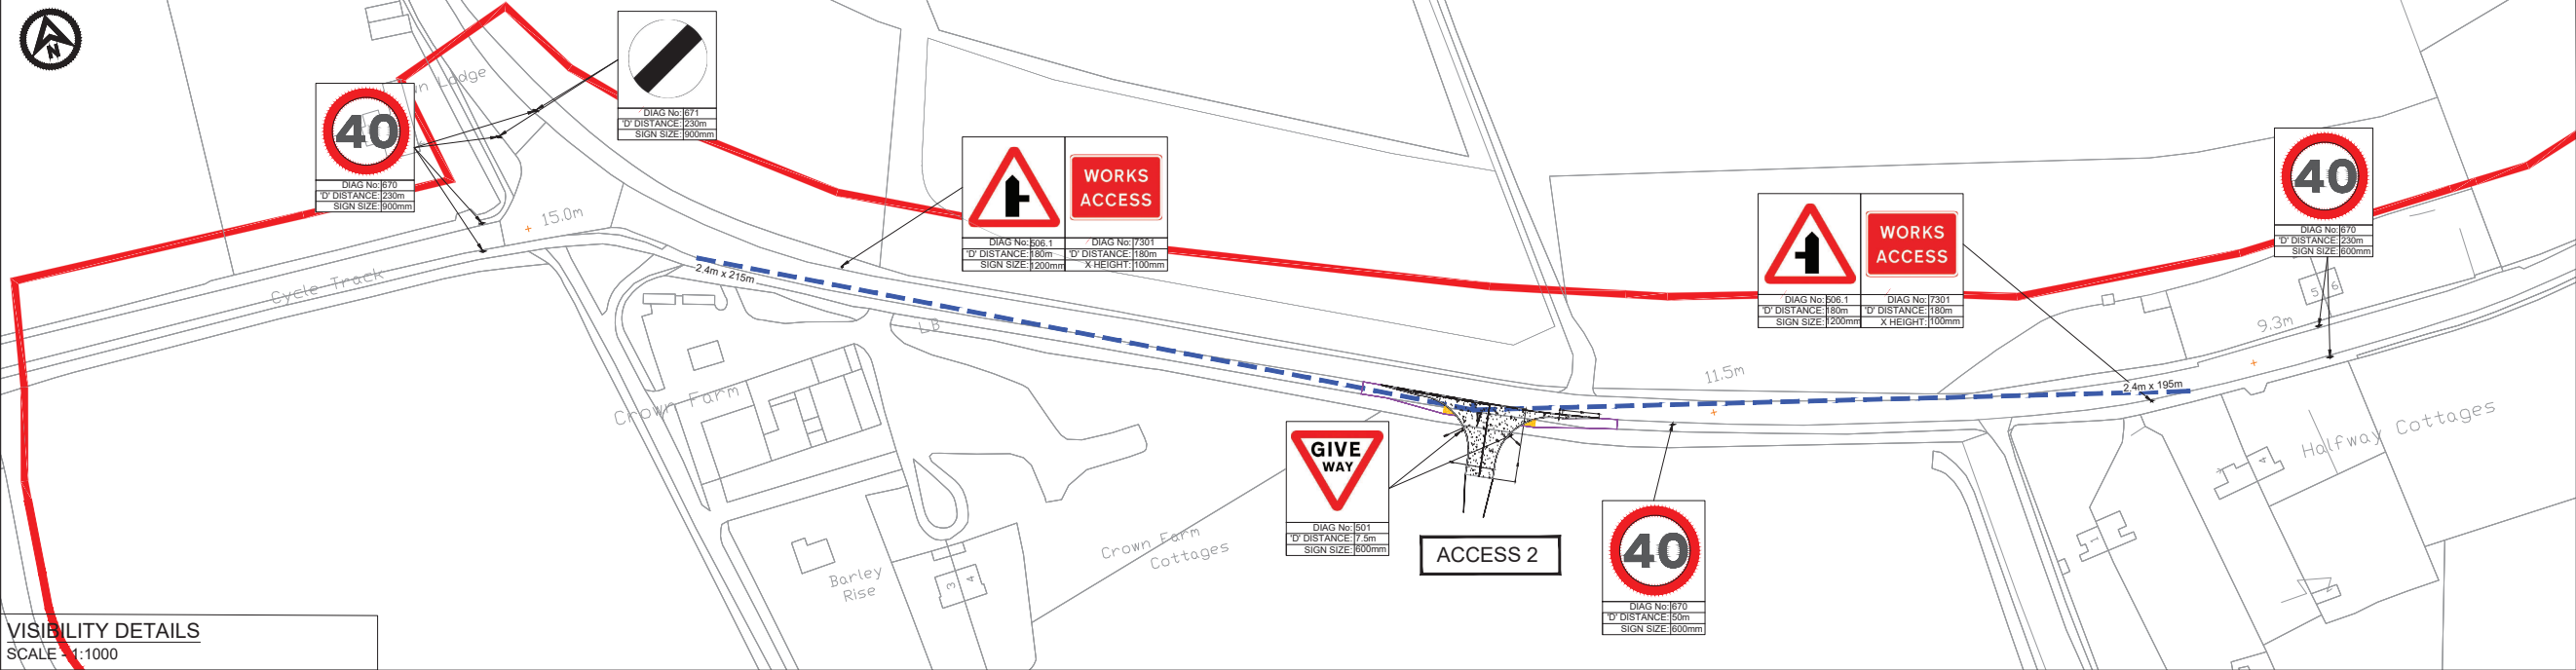 N
40
DIAG No: 670
'D' DISTANCE: 230m
SIGN SIZE: 900mm
DIAG No: 671
'D' DISTANCE: 230m
SIGN SIZE: 900mm
Lodge
15.0m
Cycle Track
WORKS
ACCESS
DIAG No: 506.1
'D' DISTANCE: 180m
SIGN SIZE: 1200mm
DIAG No: 7301
'D' DISTANCE: 180m
X HEIGHT: 100mm
2.4m x 215m
LB
Crown Farm
Barley
Rise
3
4
Crown Farm
Cottages
GIVE
WAY
DIAG No: 501
'D' DISTANCE: 7.5m
SIGN SIZE: 600mm
ACCESS 2
40
DIAG No: 670
'D' DISTANCE: 50m
SIGN SIZE: 600mm
11.5m
WORKS
ACCESS
DIAG No: 506.1
'D' DISTANCE: 180m
SIGN SIZE: 1200mm
DIAG No: 7301
'D' DISTANCE: 180m
X HEIGHT: 100mm
2.4m x 195m
40
DIAG No: 670
'D' DISTANCE: 230m
SIGN SIZE: 600mm
5
6
9.3m
Halfway Cottages
4
1
VISIBILITY DETAILS
SCALE - 1:1000